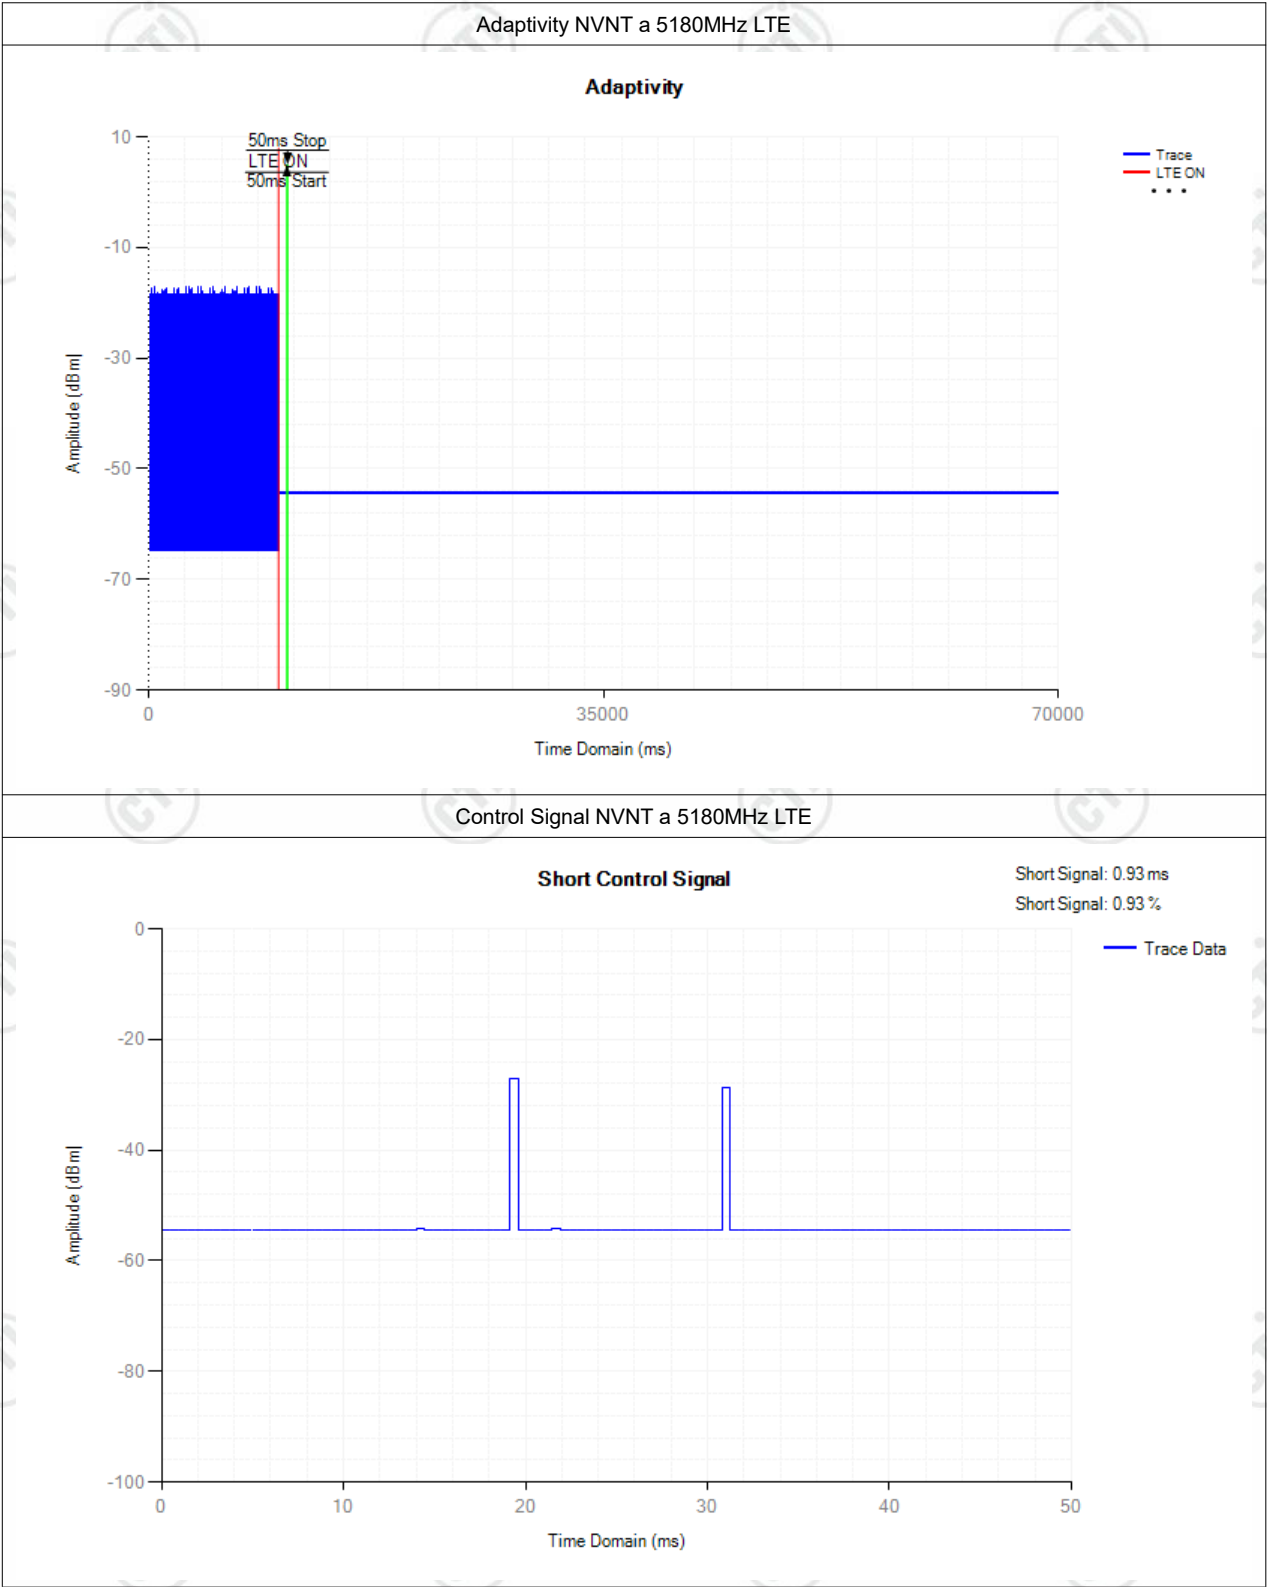 Adaptivity NVNT a 5180MHz LTE
Adaptivity
50ms Stop
LTE ON
50ms Start
Trace
LTE ON
...
10
-10
-30
-50
-70
-90
Amplitude [dBm]
0 35000 70000
Time Domain (ms)
Control Signal NVNT a 5180MHz LTE
Short Control Signal
Short Signal: 0.93 ms
Short Signal: 0.93 %
Trace Data
0
-20
-40
-60
-80
-100
Amplitude [dBm]
0 10 20 30 40 50
Time Domain (ms)
CTI